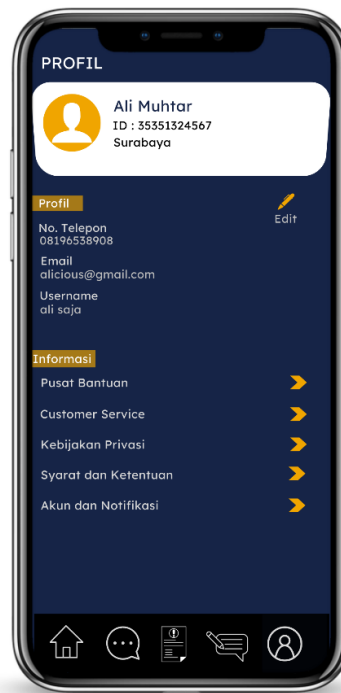 PROFIL
Ali Muhtar
ID : 35351324567
Surabaya
Profil
Edit
No. Telepon
08196538908
Email
alicious@gmail.com
Username
ali saja
Informasi
Pusat Bantuan
Customer Service
Kebijakan Privasi
Syarat dan Ketentuan
Akun dan Notifikasi